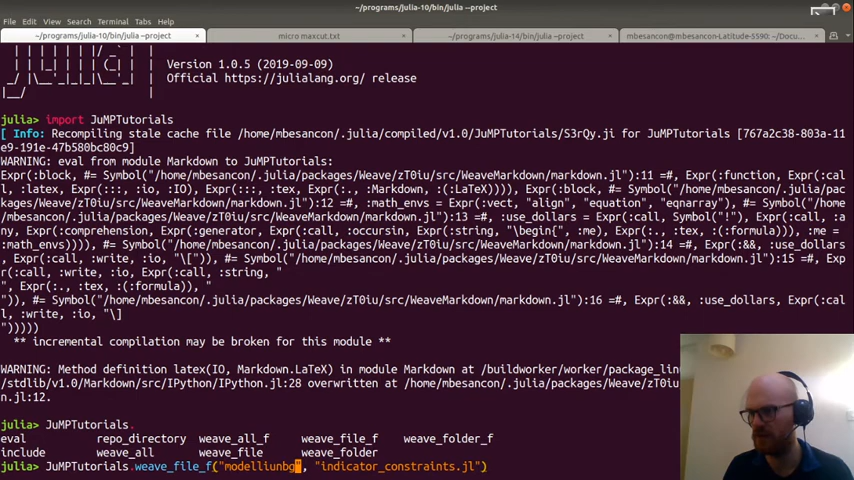 ~/programs/julia-10/bin/julia --project
File Edit View Search Terminal Tabs Help
~/programs/julia-10/bin/julia --project × micro maxcut.txt × ~/programs/julia-14/bin/julia --project × mbesancon@mbesancon-Latitude-5590: ~/Docu... ×
| | | | | | |/ _` | |
| | |_| | | | (_| | | Version 1.0.5 (2019-09-09)
_/ |\__'_|_|_|\__'_| | Official https://julialang.org/ release
|__/ |
julia> import JuMPTutorials
[ Info: Recompiling stale cache file /home/mbesancon/.julia/compiled/v1.0/JuMPTutorials/S3rQy.ji for JuMPTutorials [767a2c38-803a-11
e9-191e-47b580bc80c9]
WARNING: eval from module Markdown to JuMPTutorials:
Expr(:block, #= Symbol("/home/mbesancon/.julia/packages/Weave/zT0iu/src/WeaveMarkdown/markdown.jl"):11 =#, Expr(:function, Expr(:cal
l, :latex, Expr(:::, :io, :IO), Expr(:::, :tex, Expr(:., :Markdown, :(:LaTeX)))), Expr(:block, #= Symbol("/home/mbesancon/.julia/pac
kages/Weave/zT0iu/src/WeaveMarkdown/markdown.jl"):12 =#, :math_envs = Expr(:vect, "align", "equation", "eqnarray"), #= Symbol("/home
/mbesancon/.julia/packages/Weave/zT0iu/src/WeaveMarkdown/markdown.jl"):13 =#, :use_dollars = Expr(:call, Symbol("!"), Expr(:call, :a
ny, Expr(:comprehension, Expr(:generator, Expr(:call, :occursin, Expr(:string, "\begin{", :me), Expr(:., :tex, :(:formula))), :me =
:math_envs)))), #= Symbol("/home/mbesancon/.julia/packages/Weave/zT0iu/src/WeaveMarkdown/markdown.jl"):14 =#, Expr(:&&, :use_dollars
, Expr(:call, :write, :io, "\[")), #= Symbol("/home/mbesancon/.julia/packages/Weave/zT0iu/src/WeaveMarkdown/markdown.jl"):15 =#, Exp
r(:call, :write, :io, Expr(:call, :string, "
", Expr(:., :tex, :(:formula)), "
")), #= Symbol("/home/mbesancon/.julia/packages/Weave/zT0iu/src/WeaveMarkdown/markdown.jl"):16 =#, Expr(:&&, :use_dollars, Expr(:cal
l, :write, :io, "\]
")))))
** incremental compilation may be broken for this module **
WARNING: Method definition latex(IO, Markdown.LaTeX) in module Markdown at /buildworker/worker/package_lin
/stdlib/v1.0/Markdown/src/IPython/IPython.jl:28 overwritten at /home/mbesancon/.julia/packages/Weave/zT0iu
n.jl:12.
julia> JuMPTutorials.
eval repo_directory weave_all_f weave_file_f weave_folder_f
include weave_all weave_file weave_folder
julia> JuMPTutorials.weave_file_f("modelliunbg", "indicator_constraints.jl")